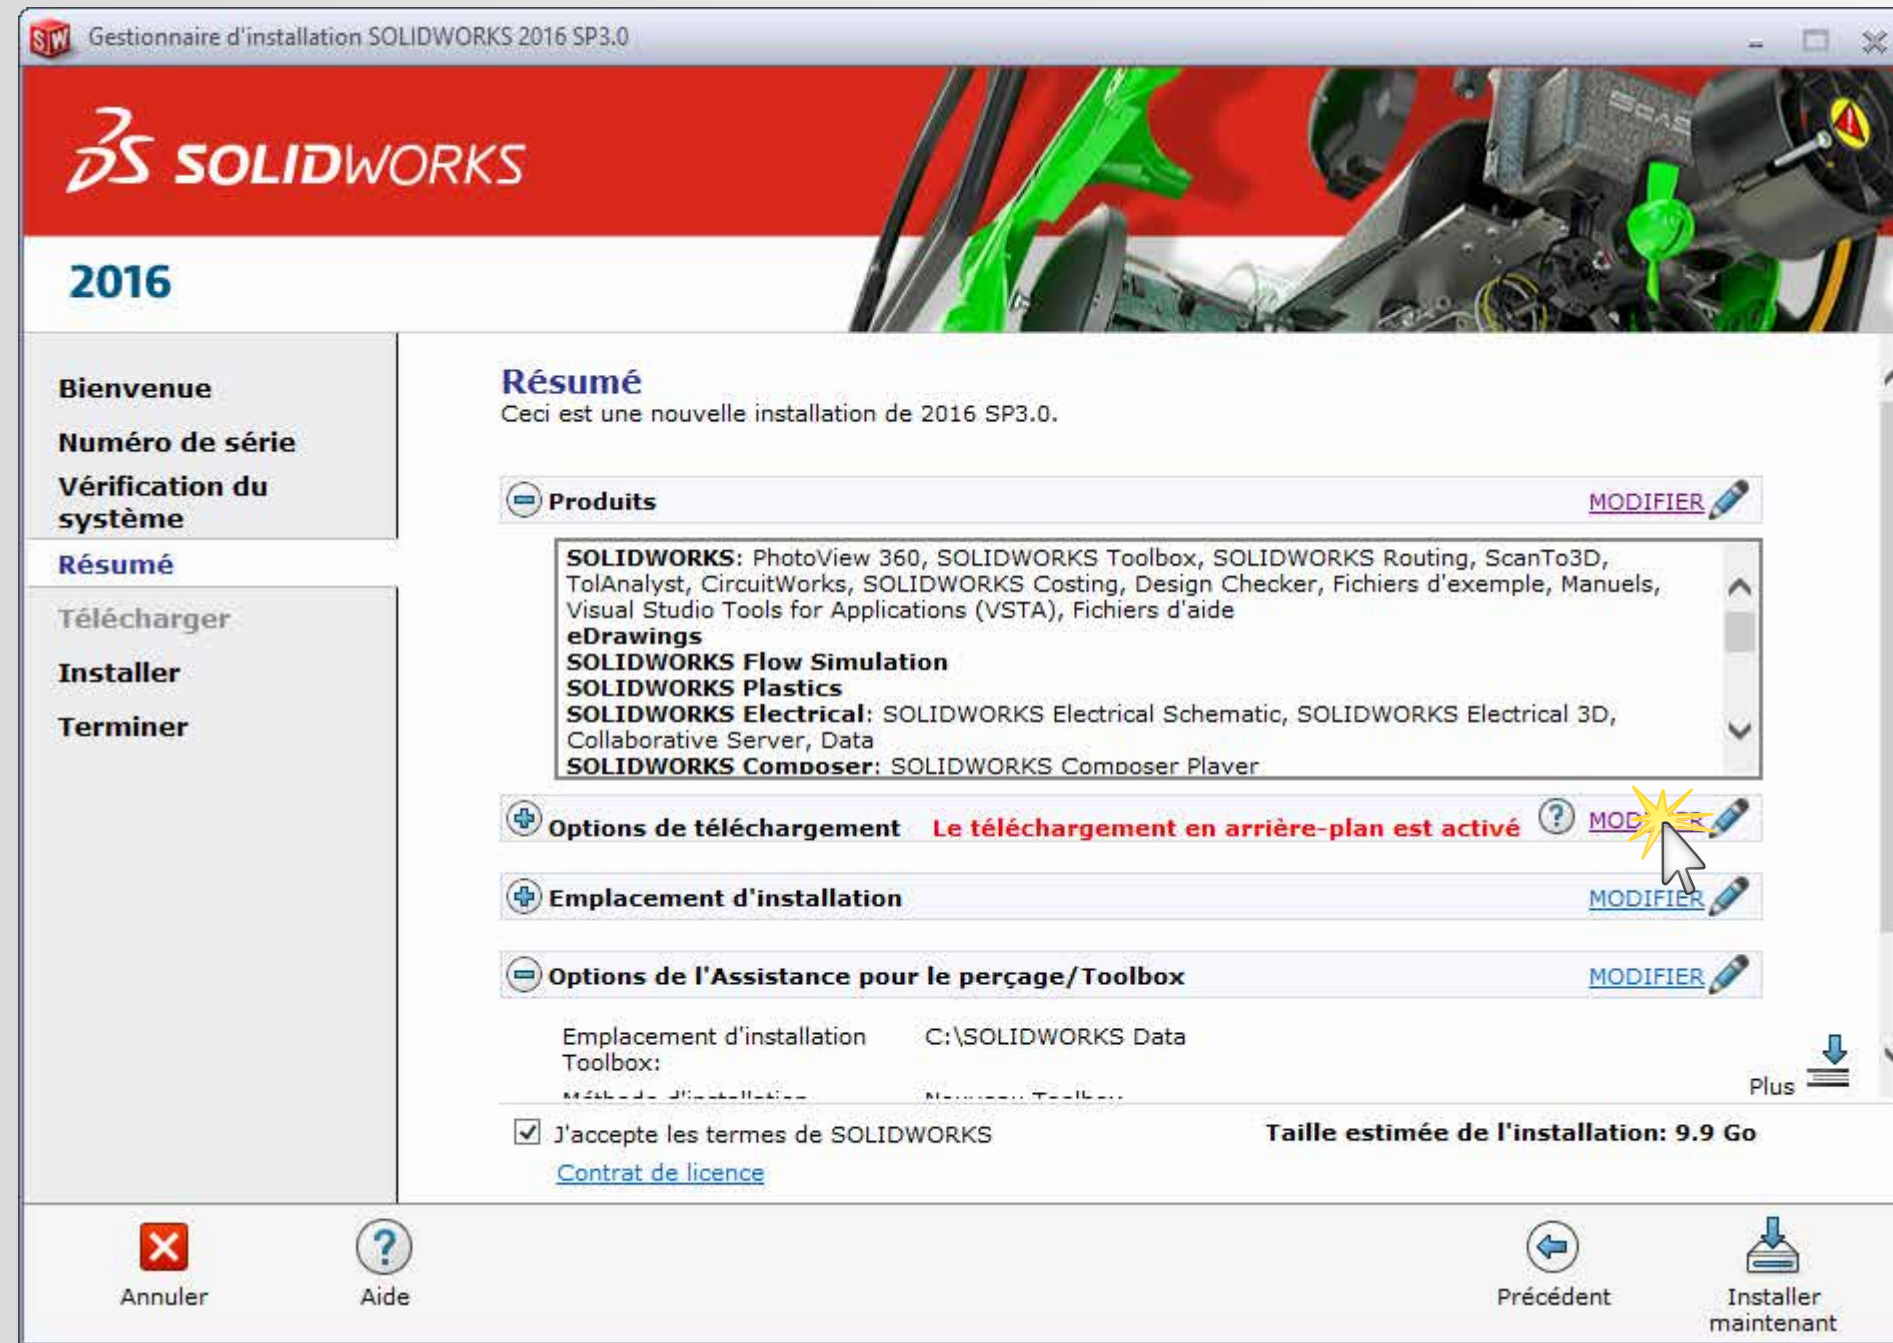 Gestionnaire d'installation SOLIDWORKS 2016 SP3.0
SOLIDWORKS
2016
Bienvenue
Numéro de série
Vérification du
système
Résumé
Télécharger
Installer
Terminer
Résumé
Ceci est une nouvelle installation de 2016 SP3.0.
Produits MODIFIER
SOLIDWORKS: PhotoView 360, SOLIDWORKS Toolbox, SOLIDWORKS Routing, ScanTo3D,
TolAnalyst, CircuitWorks, SOLIDWORKS Costing, Design Checker, Fichiers d'exemple, Manuels,
Visual Studio Tools for Applications (VSTA), Fichiers d'aide
eDrawings
SOLIDWORKS Flow Simulation
SOLIDWORKS Plastics
SOLIDWORKS Electrical: SOLIDWORKS Electrical Schematic, SOLIDWORKS Electrical 3D,
Collaborative Server, Data
SOLIDWORKS Composer: SOLIDWORKS Composer Player
Options de téléchargement Le téléchargement en arrière-plan est activé ? MODIFIER
Emplacement d'installation MODIFIER
Options de l'Assistance pour le perçage/Toolbox MODIFIER
Emplacement d'installation C:\SOLIDWORKS Data
Toolbox:
Méthode d'installation Nouveau Toolbox
Plus
J'accepte les termes de SOLIDWORKS Taille estimée de l'installation: 9.9 Go
Contrat de licence
Annuler
Aide
Précédent
Installer
maintenant